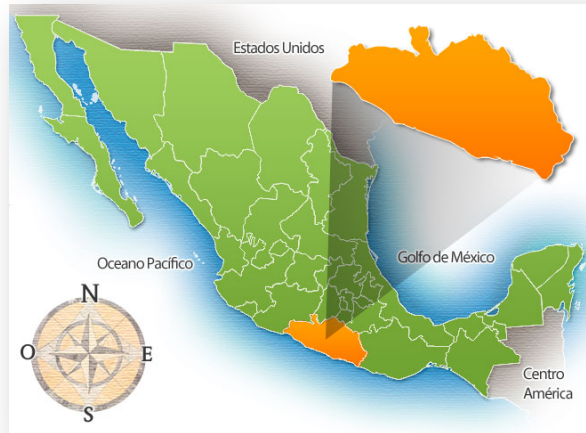 Estados Unidos
Golfo de México
Oceano Pacífico
N
O
E
S
Centro
América